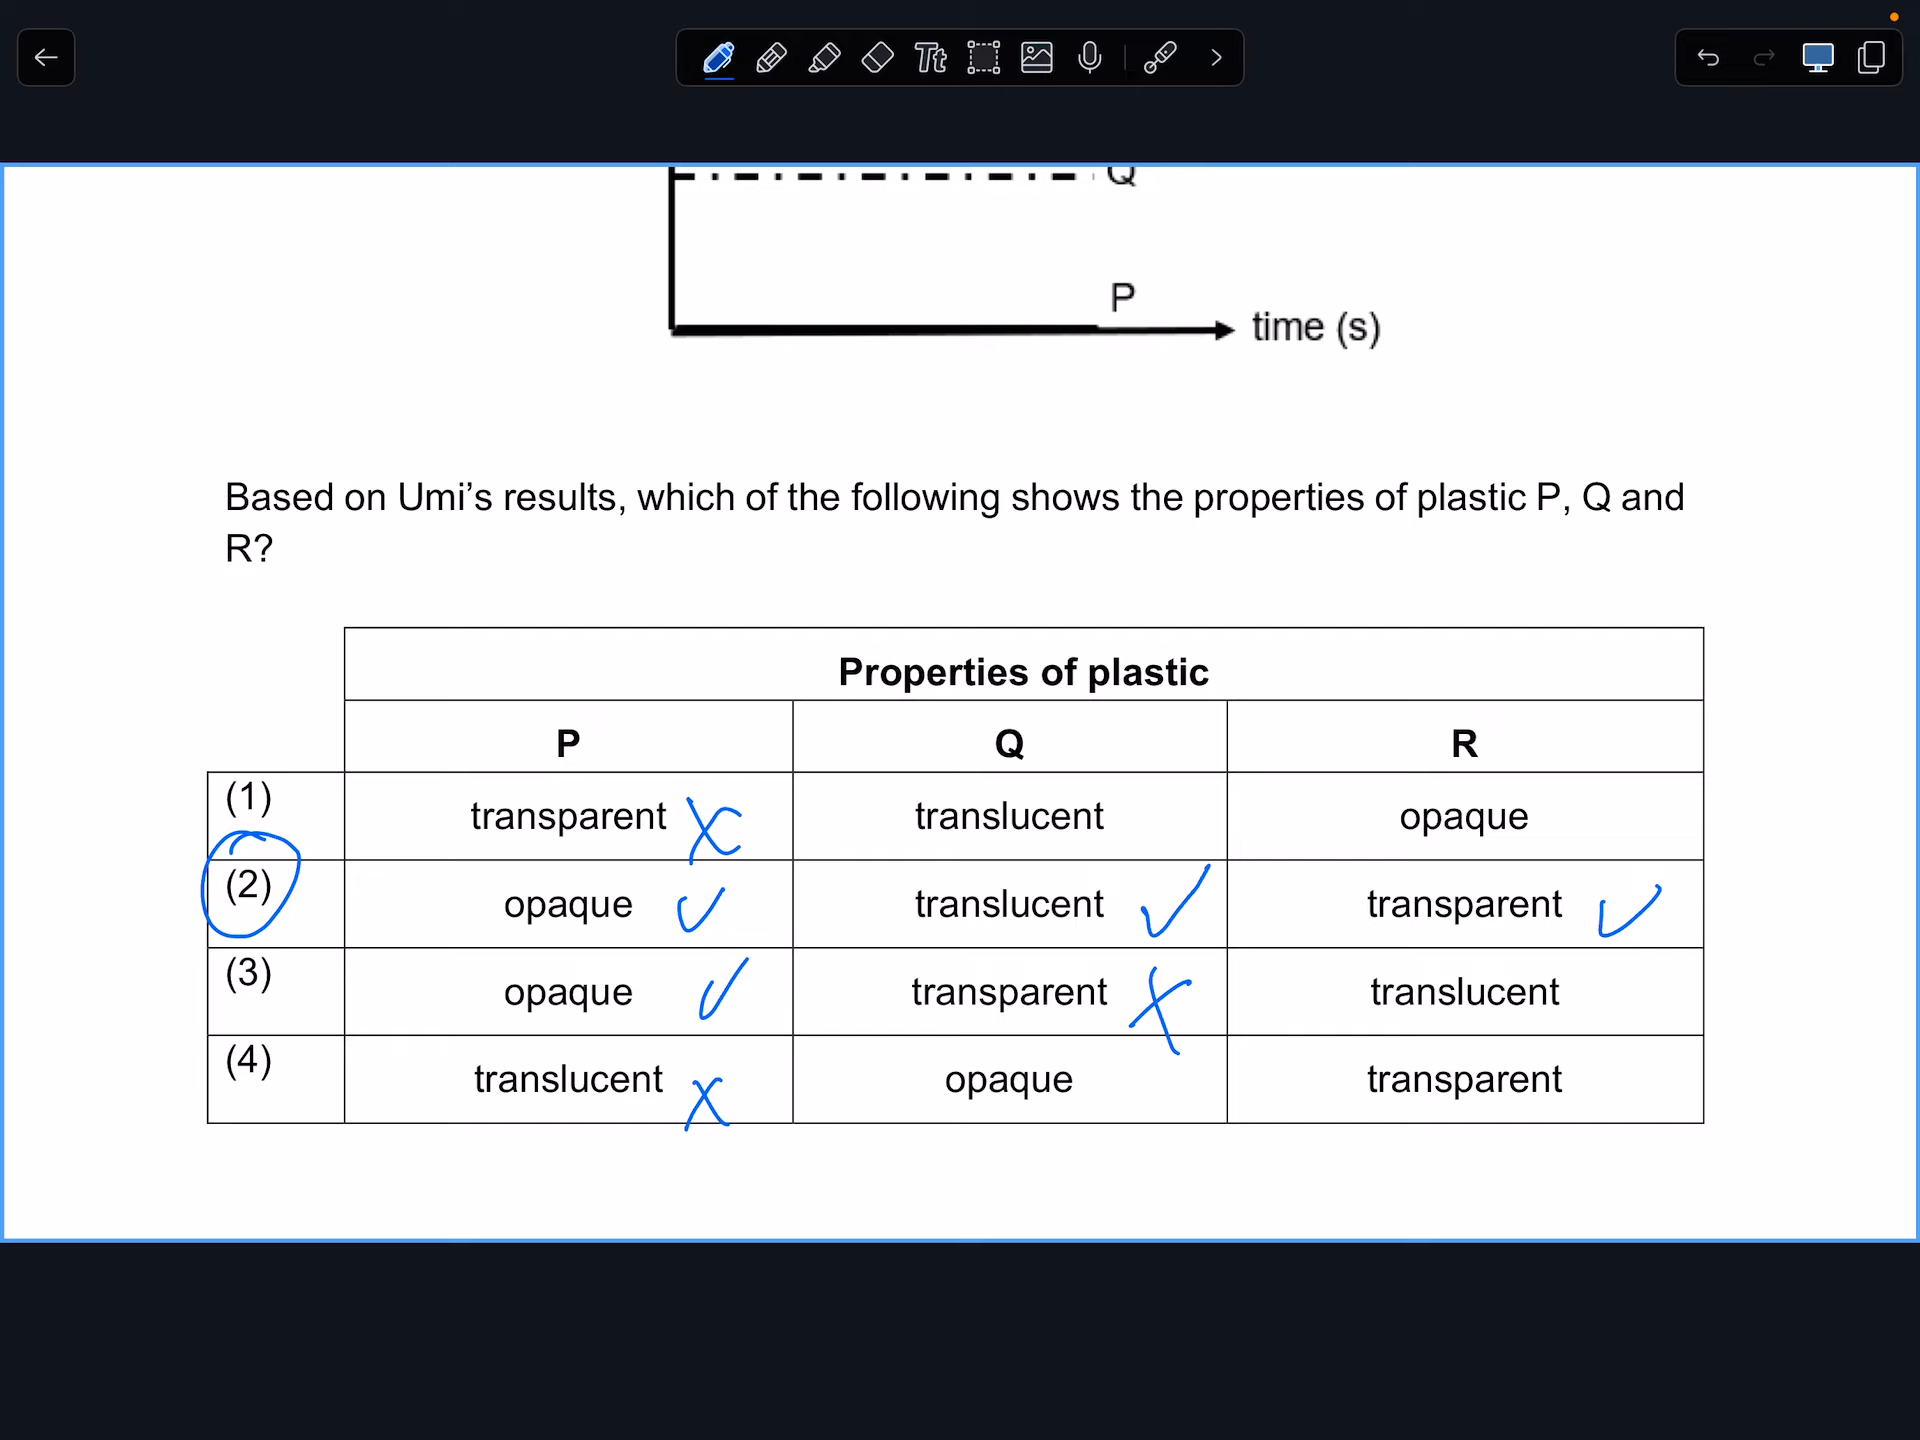 Tt
Q
P
time (s)
Based on Umi's results, which of the following shows the properties of plastic P, Q and
R?
Properties of plastic
P Q R
(1) transparent translucent opaque
(2) opaque translucent transparent
(3) opaque transparent translucent
(4) translucent opaque transparent